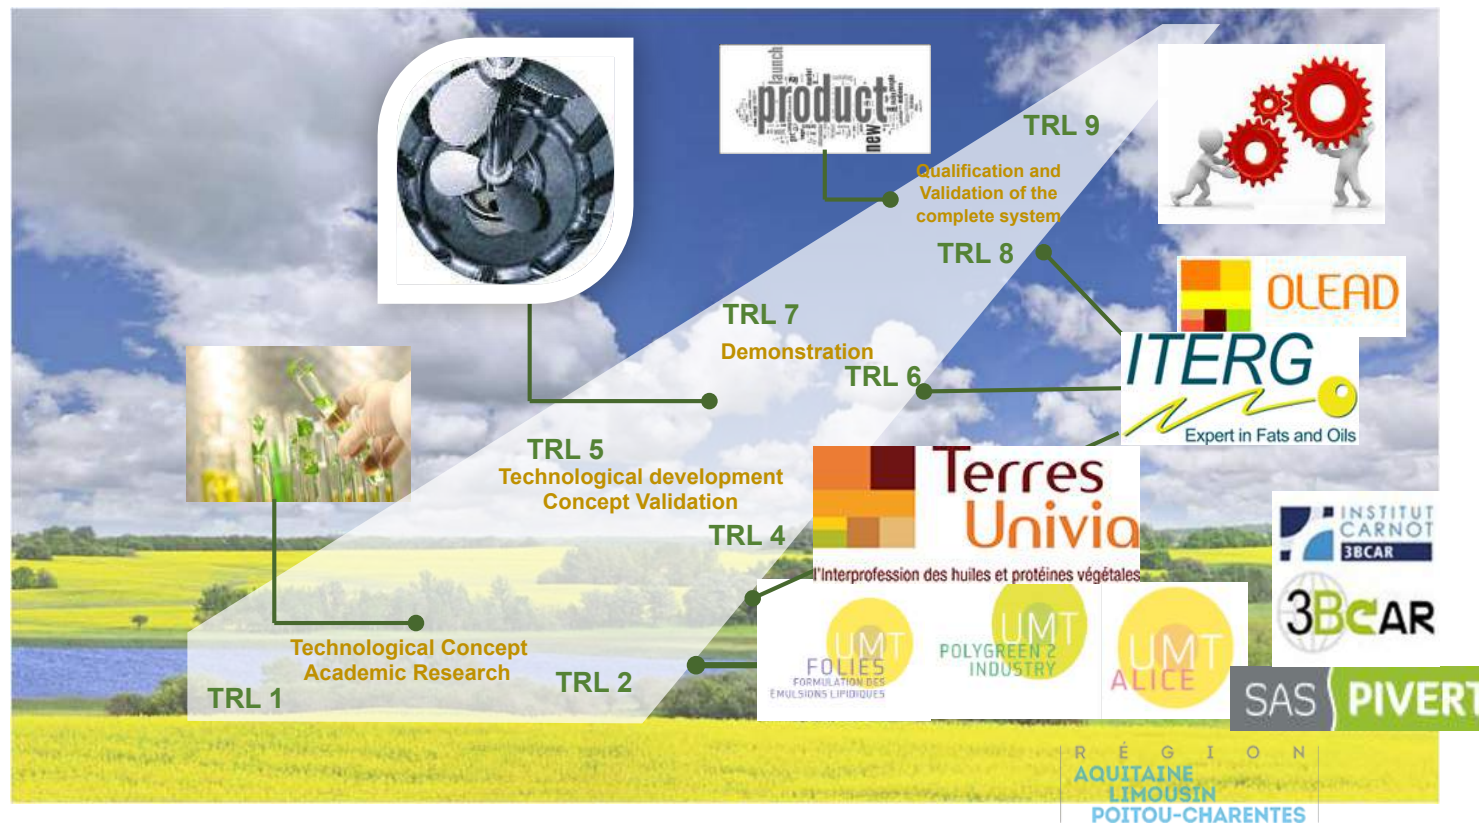 launch
product
new
TRL 9
Qualification and
Validation of the
complete system
TRL 8
OLEAD
TRL 7
Demonstration
TRL 6
ITERG
Expert in Fats and Oils
TRL 5
Technological development
Concept Validation
TRL 4
Terres
Univia
l'Interprofession des huiles et protéines végétales
INSTITUT
CARNOT
3BCAR
3BCAR
UMT
FOLIES
FORMULATION DES
ÉMULSIONS LIPIDIQUES
UMT
POLYGREEN 2
INDUSTRY
UMT
ALICE
Technological Concept
Academic Research
TRL 2
TRL 1
SAS PIVERT
RÉGION
AQUITAINE
LIMOUSIN
POITOU-CHARENTES